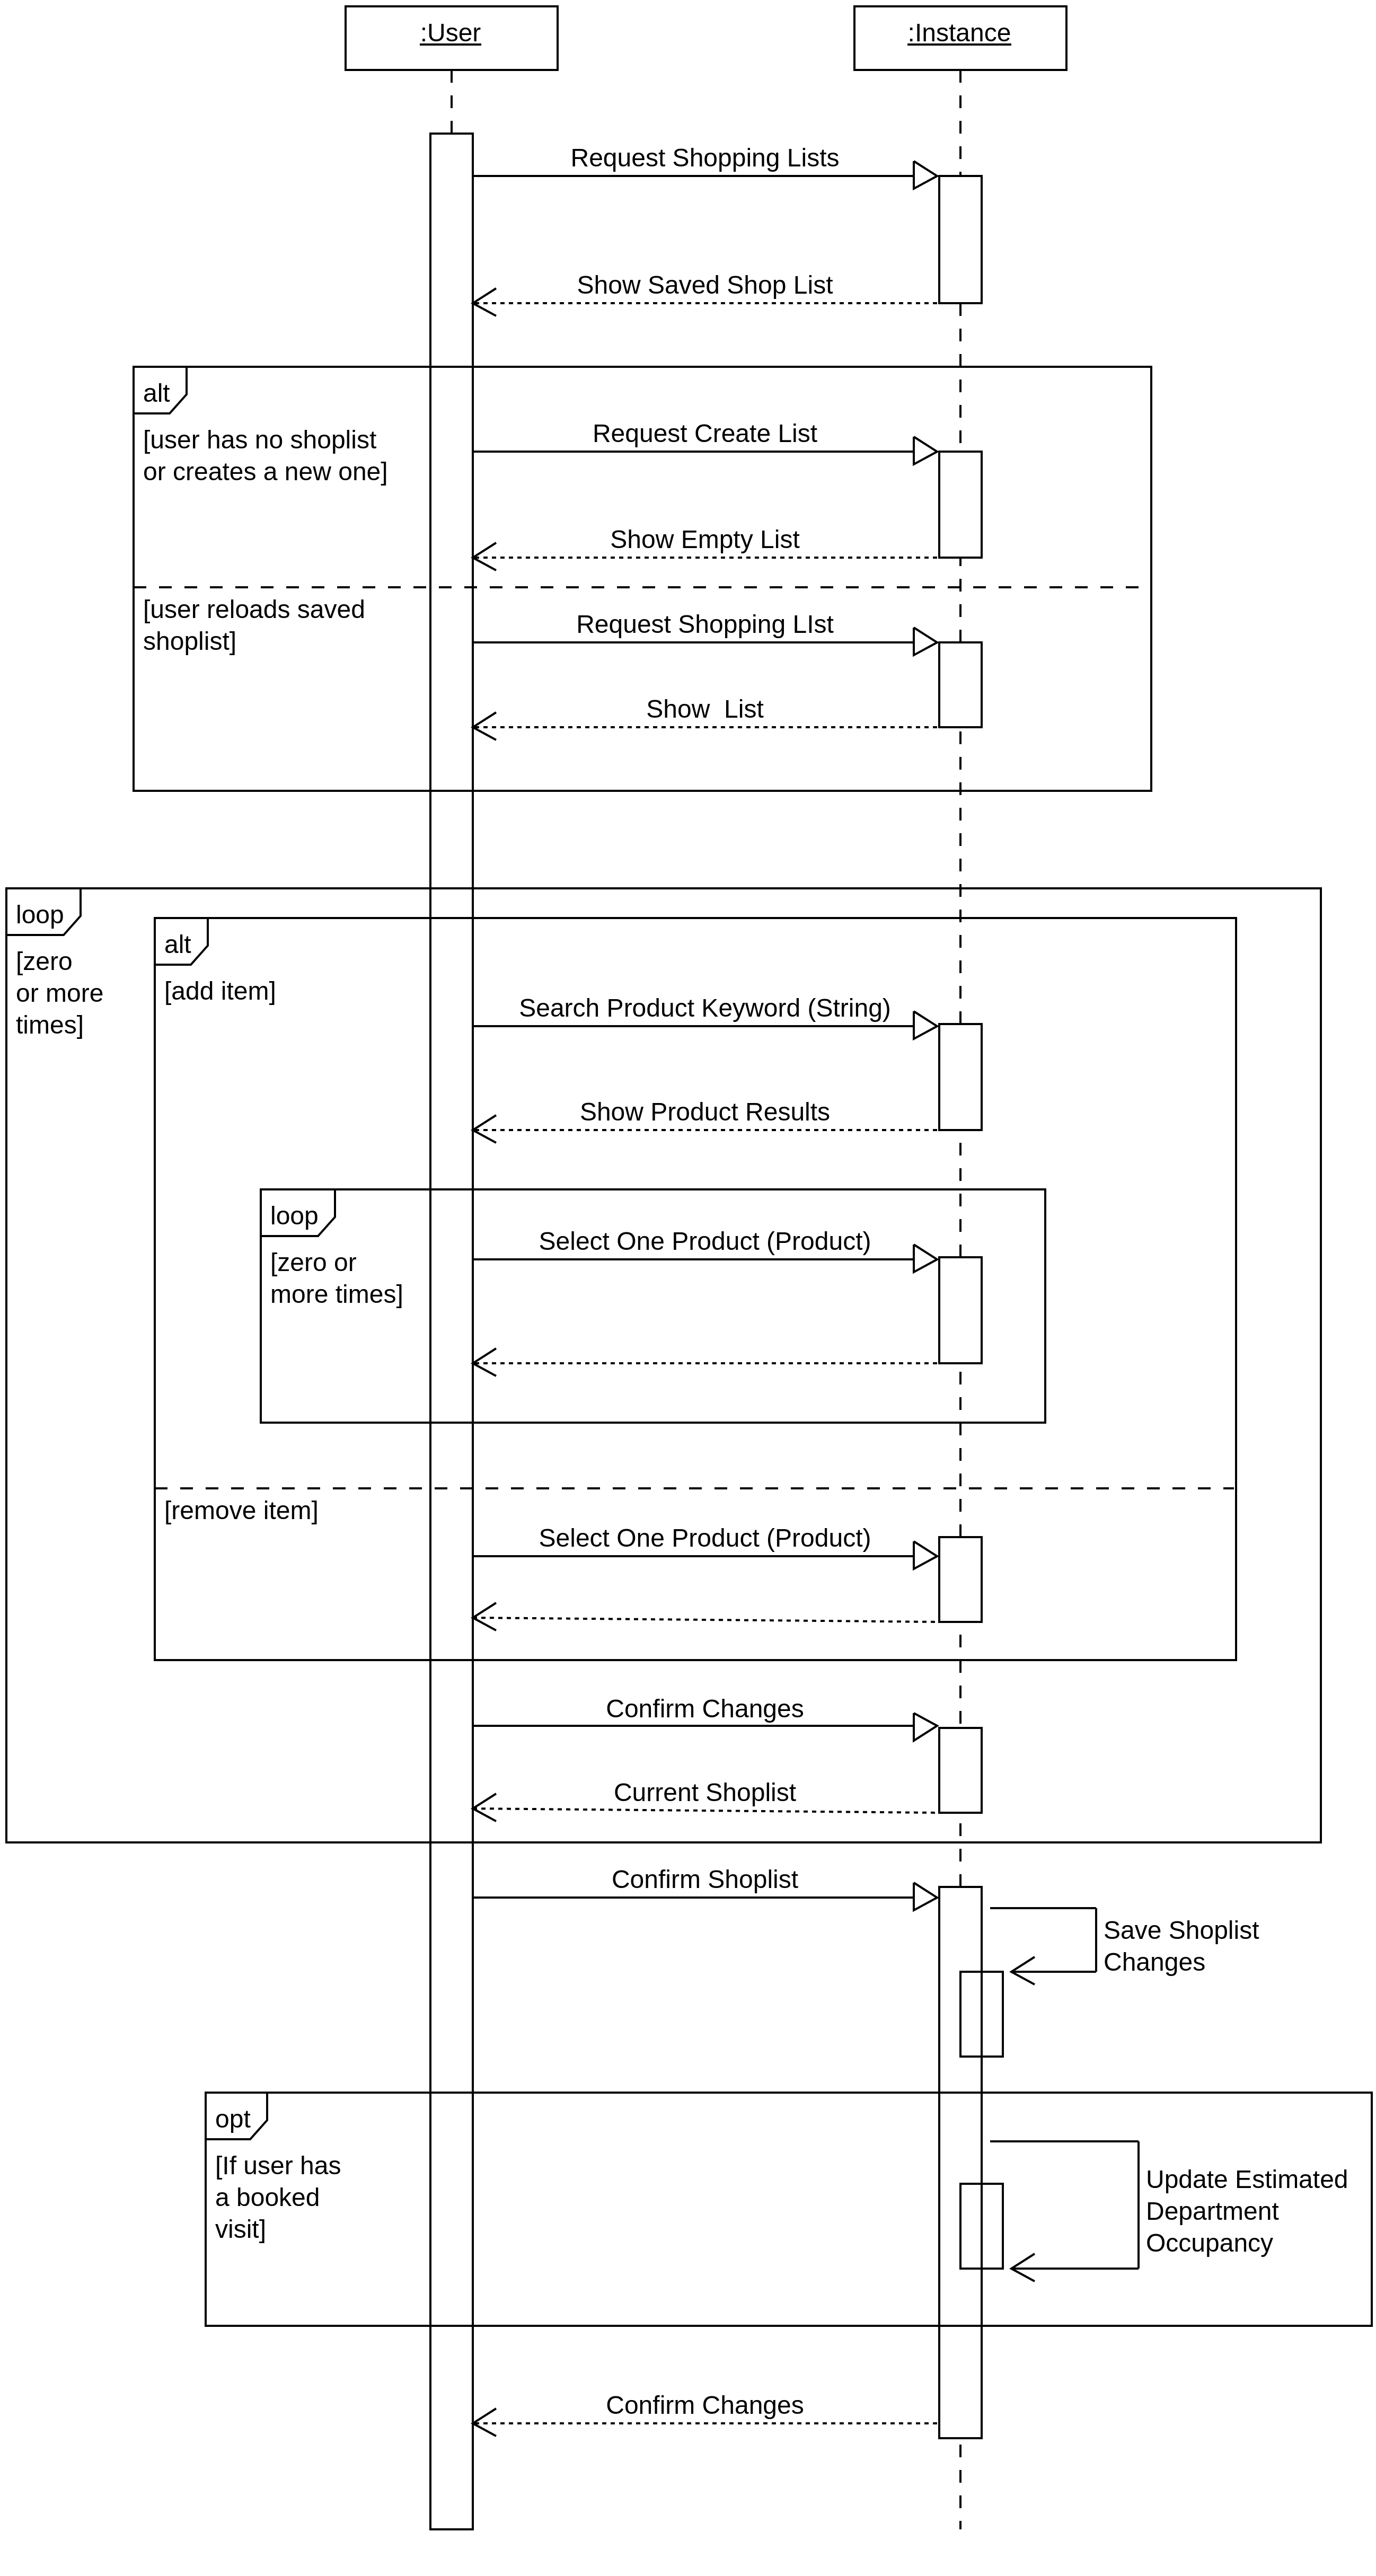 :User
:Instance
Request Shopping Lists
Show Saved Shop List
alt
[user has no shoplist
or creates a new one]
Request Create List
Show Empty List
[user reloads saved
shoplist]
Request Shopping LIst
Show  List
loop
[zero
or more
times]
alt
[add item]
Search Product Keyword (String)
Show Product Results
loop
[zero or
more times]
Select One Product (Product)
[remove item]
Select One Product (Product)
Confirm Changes
Current Shoplist
Confirm Shoplist
Save Shoplist
Changes
opt
[If user has
a booked
visit]
Update Estimated
Department
Occupancy
Confirm Changes